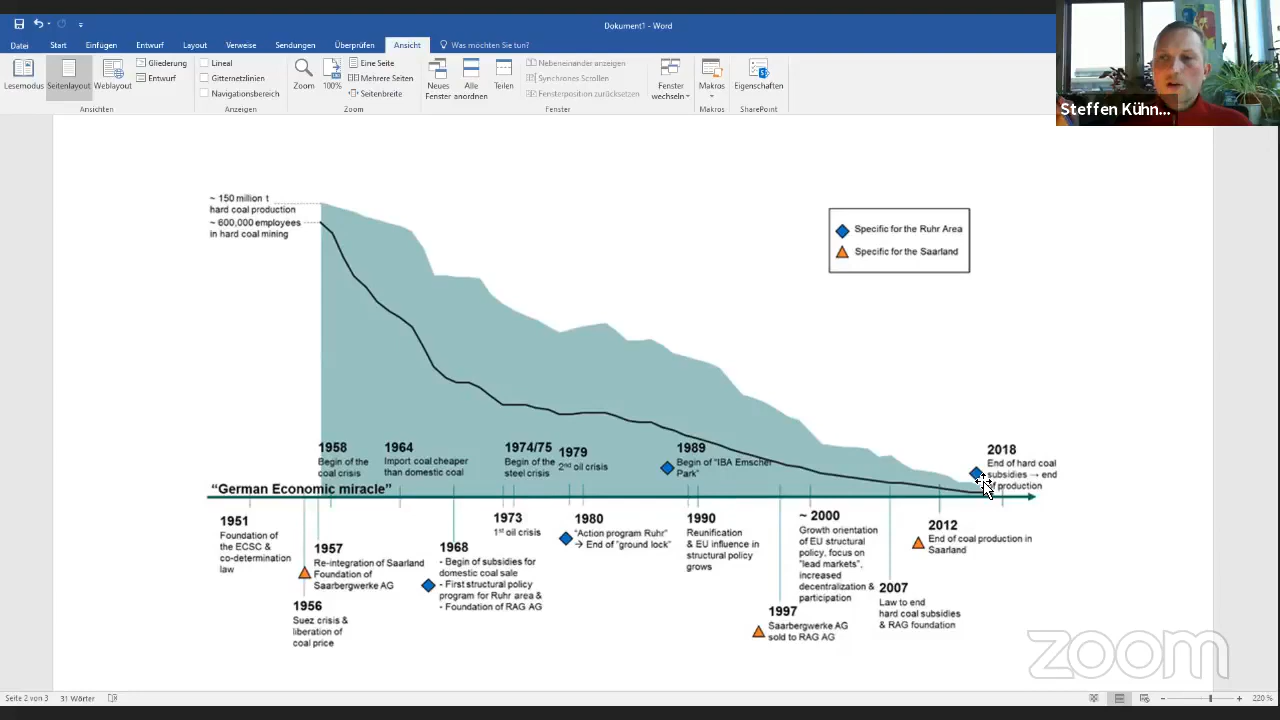 Dokument1 - Word
Datei Start Einfügen Entwurf Layout Verweise Sendungen Überprüfen Ansicht Was möchten Sie tun?
Lesemodus Seitenlayout Weblayout
Gliederung
Entwurf
Ansichten
Lineal
Gitternetzlinien
Navigationsbereich
Anzeigen
Zoom 100%
Eine Seite
Mehrere Seiten
Seitenbreite
Zoom
Neues Fenster
Alle anordnen
Teilen
Nebeneinander anzeigen
Synchrones Scrollen
Fensterposition zurücksetzen
Fenster wechseln
Fenster
Makros
Makros
Eigenschaften
SharePoint
Steffen Kühn...
~ 150 million t
hard coal production
~ 600,000 employees
in hard coal mining
Specific for the Ruhr Area
Specific for the Saarland
1958
Begin of the
coal crisis
1964
Import coal cheaper
than domestic coal
1974/75
Begin of the
steel crisis
1979
2nd oil crisis
1989
Begin of "IBA Emscher
Park"
2018
End of hard coal
subsidies → end
of production
"German Economic miracle"
1951
Foundation of
the ECSC &
co-determination
law
1957
Re-integration of Saarland
Foundation of
Saarbergwerke AG
1956
Suez crisis &
liberation of
coal price
1968
- Begin of subsidies for
domestic coal sale
- First structural policy
program for Ruhr area &
- Foundation of RAG AG
1973
1st oil crisis
1980
"Action program Ruhr"
→ End of "ground lock"
1990
Reunification
& EU influence in
structural policy
grows
1997
Saarbergwerke AG
sold to RAG AG
~ 2000
Growth orientation
of EU structural
policy, focus on
"lead markets",
increased
decentralization &
participation
2007
Law to end
hard coal subsidies
& RAG foundation
2012
End of coal production in
Saarland
zoom
Seite 2 von 3 31 Wörter
220 %